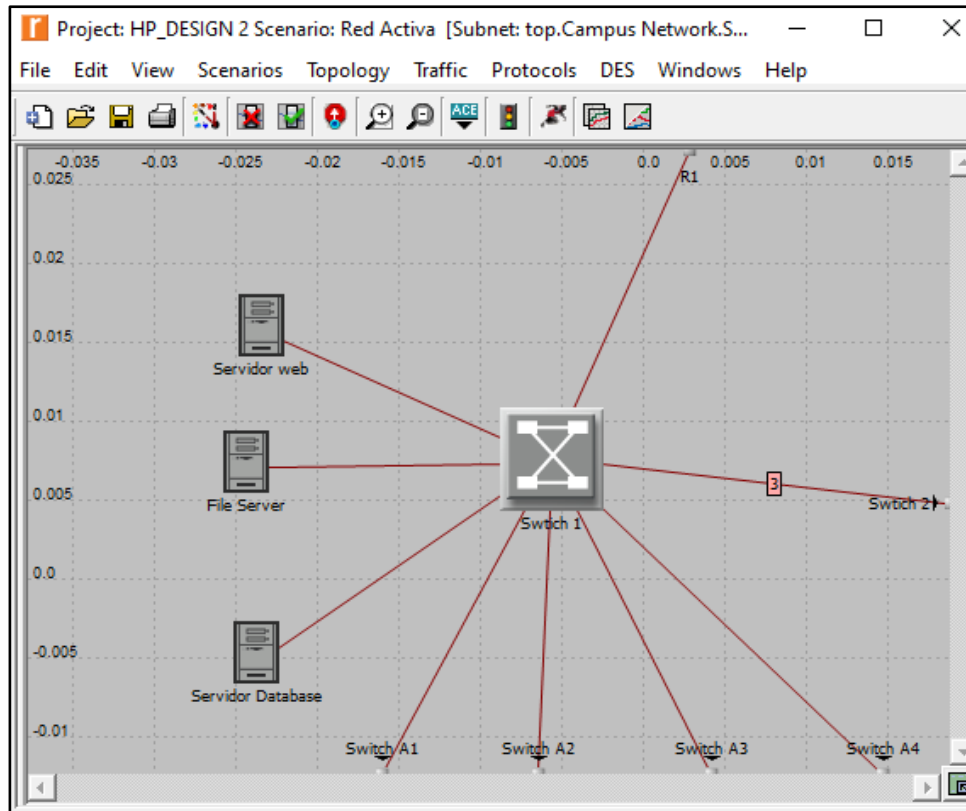 Project: HP_DESIGN 2 Scenario: Red Activa [Subnet: top.Campus Network.S...
File Edit View Scenarios Topology Traffic Protocols DES Windows Help
ACE
-0.035 -0.03 -0.025 -0.02 -0.015 -0.01 -0.005 0.0 0.005 0.01 0.015
0.025
R1
0.02
0.015
Servidor web
0.01
0.005
3
File Server
Swtich 2
Swtich 1
0.0
-0.005
Servidor Database
-0.01
Switch A1 Switch A2 Switch A3 Switch A4